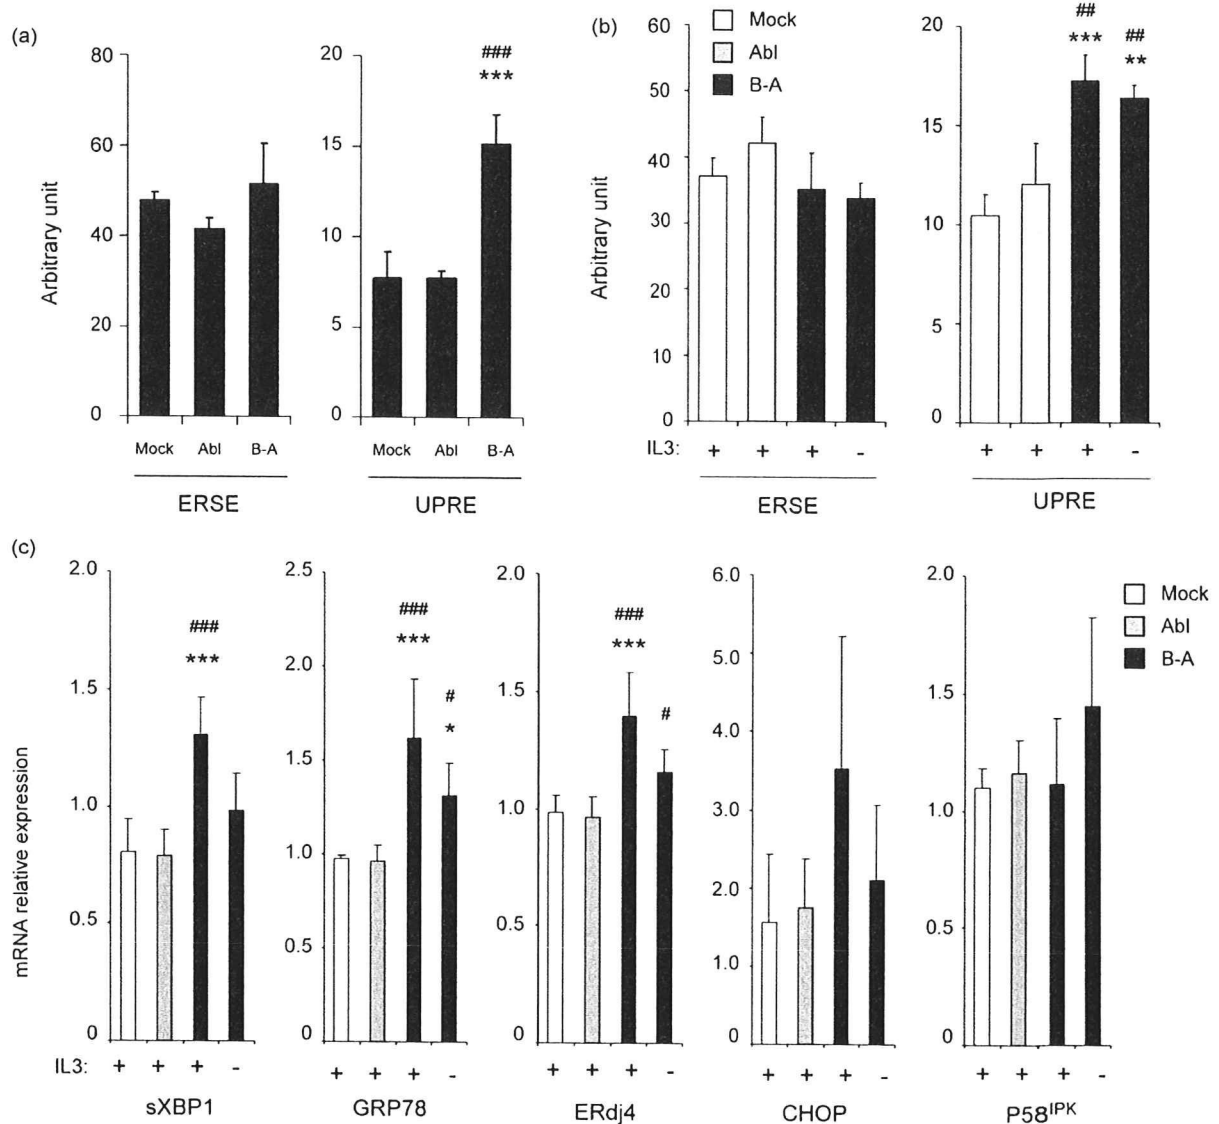 (a)
80
60
40
20
0
Arbitrary unit
Mock Abl B-A
ERSE
20
15
10
5
0
###
***
Mock Abl B-A
UPRE
(b)
60
50
40
30
20
10
0
Arbitrary unit
Mock
Abl
B-A
IL3: + + + -
ERSE
20
15
10
5
0
##
***
##
**
+ + + -
UPRE
(c)
mRNA relative expression
2.0
1.5
1.0
0.5
0
###
***
IL3: + + + -
sXBP1
2.5
2.0
1.5
1.0
0.5
0
###
***
#
*
+ + + -
GRP78
2.0
1.5
1.0
0.5
0
###
***
#
+ + + -
ERdj4
6.0
5.0
4.0
3.0
2.0
1.0
0
+ + + -
CHOP
2.0
1.5
1.0
0.5
0
+ + + -
P58IPK
Mock
Abl
B-A